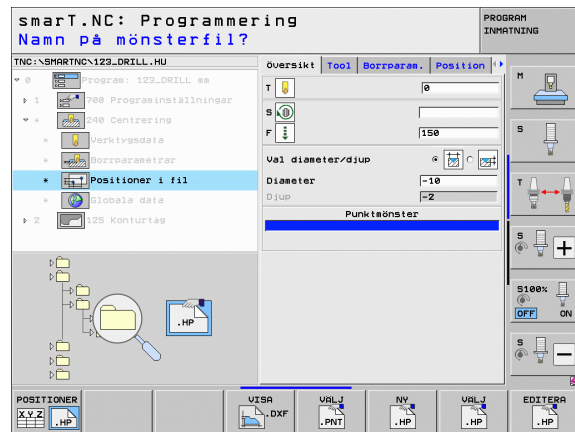 smarT.NC: Programmering
Namn på mönsterfil?
PROGRAM
INMATNING
TNC:\SMARTNC\123_DRILL.HU
0 Program: 123_DRILL mm
1 700 Programinställningar
* 240 Centrering
* Verktygsdata
* Borrparametrar
* Positioner i fil
* Globala data
2 125 Konturtåg
.HP
Översikt Tool Borrparam. Position
T 0
S
F 150
Val diameter/djup
Diameter -10
Djup -2
Punktmönster
M
S
T
S
S100%
OFF ON
S
POSITIONER
XYZ .HP
VISA
.DXF
VÄLJ
.PNT
NY
.HP
VÄLJ
.HP
EDITERA
.HP